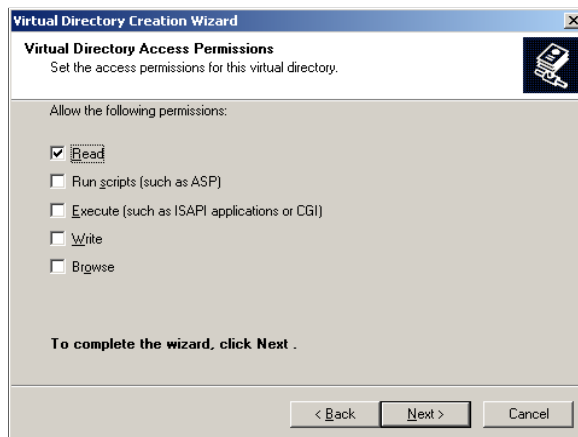 Virtual Directory Creation Wizard
Virtual Directory Access Permissions
Set the access permissions for this virtual directory.
Allow the following permissions:
Read
Run scripts (such as ASP)
Execute (such as ISAPI applications or CGI)
Write
Browse
To complete the wizard, click Next .
< Back Next > Cancel